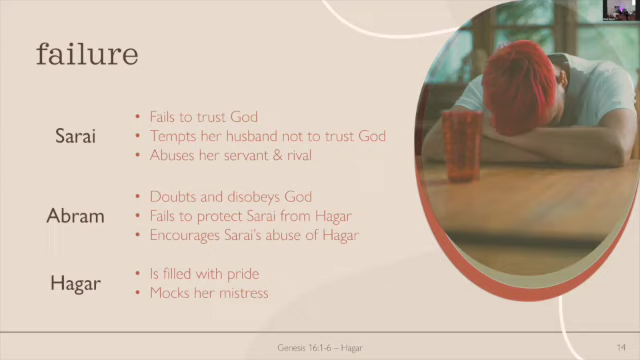 failure
Sarai
• Fails to trust God
• Tempts her husband not to trust God
• Abuses her servant & rival
Abram
• Doubts and disobeys God
• Fails to protect Sarai from Hagar
• Encourages Sarai's abuse of Hagar
Hagar
• Is filled with pride
• Mocks her mistress
Genesis 16:1-6 – Hagar
14